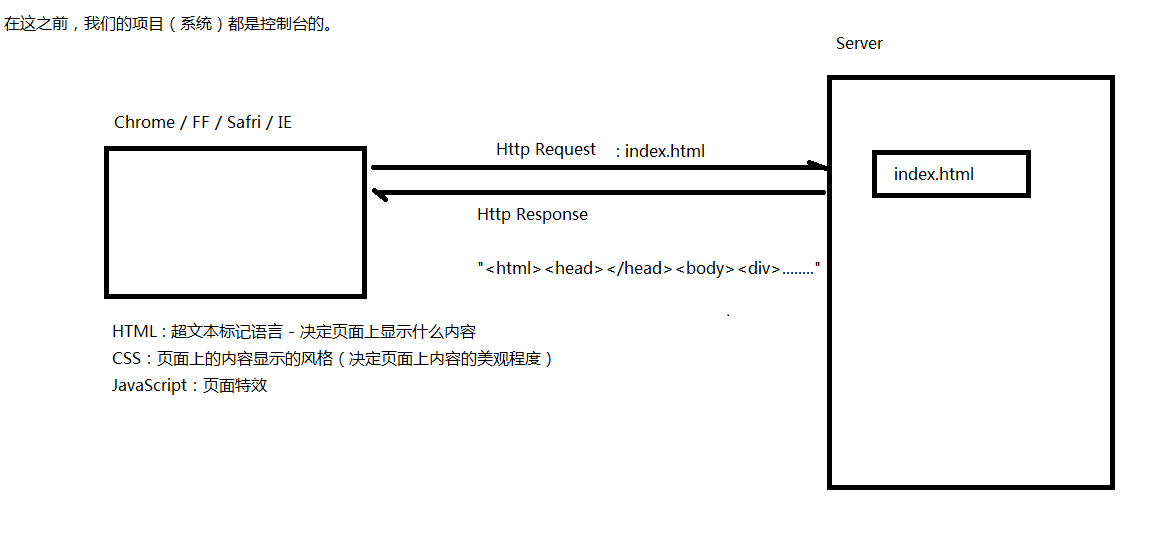 在这之前，我们的项目（系统）都是控制台的。
Server
Chrome / FF / Safri / IE
Http Request : index.html
index.html
Http Response
"<html><head></head><body><div>........"
HTML：超文本标记语言 - 决定页面上显示什么内容
CSS：页面上的内容显示的风格（决定页面上内容的美观程度）
JavaScript：页面特效